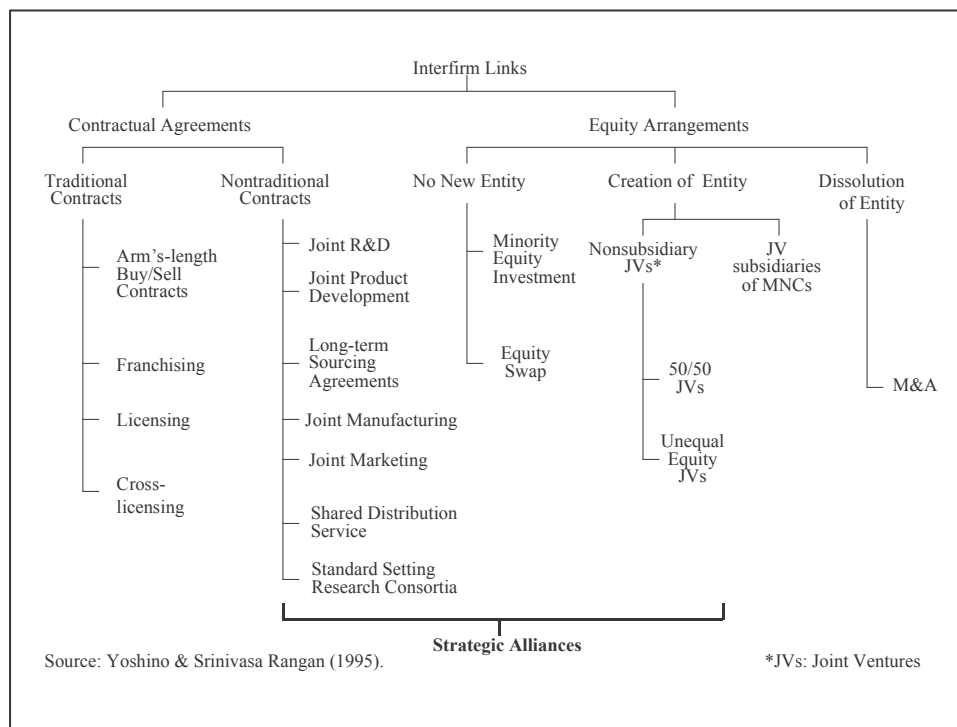 Interfirm Links
Contractual Agreements
Equity Arrangements
Traditional
Contracts
Nontraditional
Contracts
No New Entity
Creation of Entity
Dissolution
of Entity
Arm's-length
Buy/Sell
Contracts
Franchising
Licensing
Cross-
licensing
Joint R&D
Joint Product
Development
Long-term
Sourcing
Agreements
Joint Manufacturing
Joint Marketing
Shared Distribution
Service
Standard Setting
Research Consortia
Minority
Equity
Investment
Equity
Swap
Nonsubsidiary
JVs*
JV
subsidiaries
of MNCs
50/50
JVs
Unequal
Equity
JVs
M&A
Strategic Alliances
Source: Yoshino & Srinivasa Rangan (1995).
*JVs: Joint Ventures